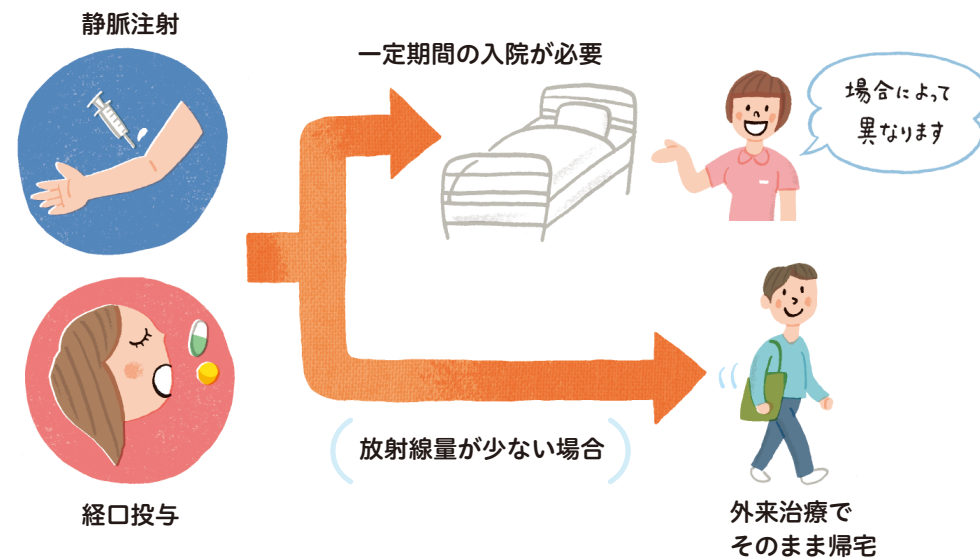 静脈注射
一定期間の入院が必要
場合によって
異なります
放射線量が少ない場合
経口投与
外来治療で
そのまま帰宅